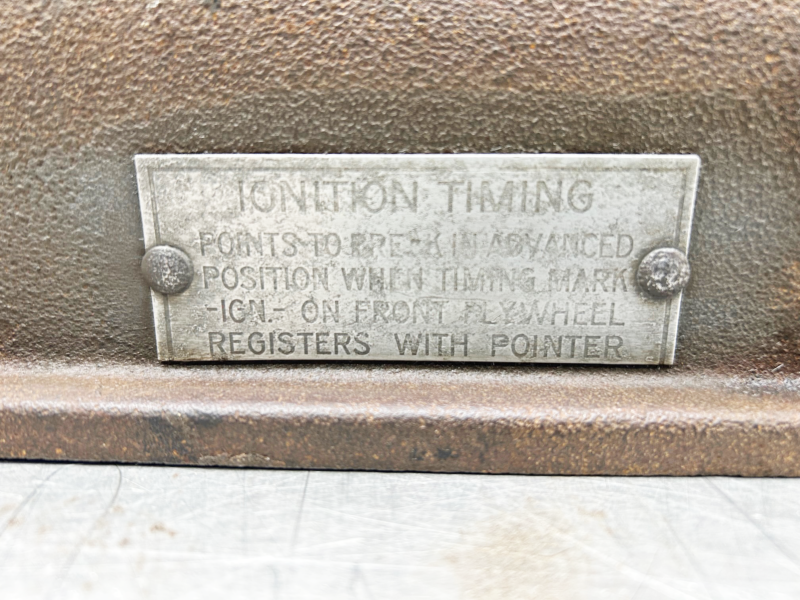 IGNITION TIMING
POINTS TO BREAK IN ADVANCED
POSITION WHEN TIMING MARK
-IGN- ON FRONT FLYWHEEL
REGISTERS WITH POINTER